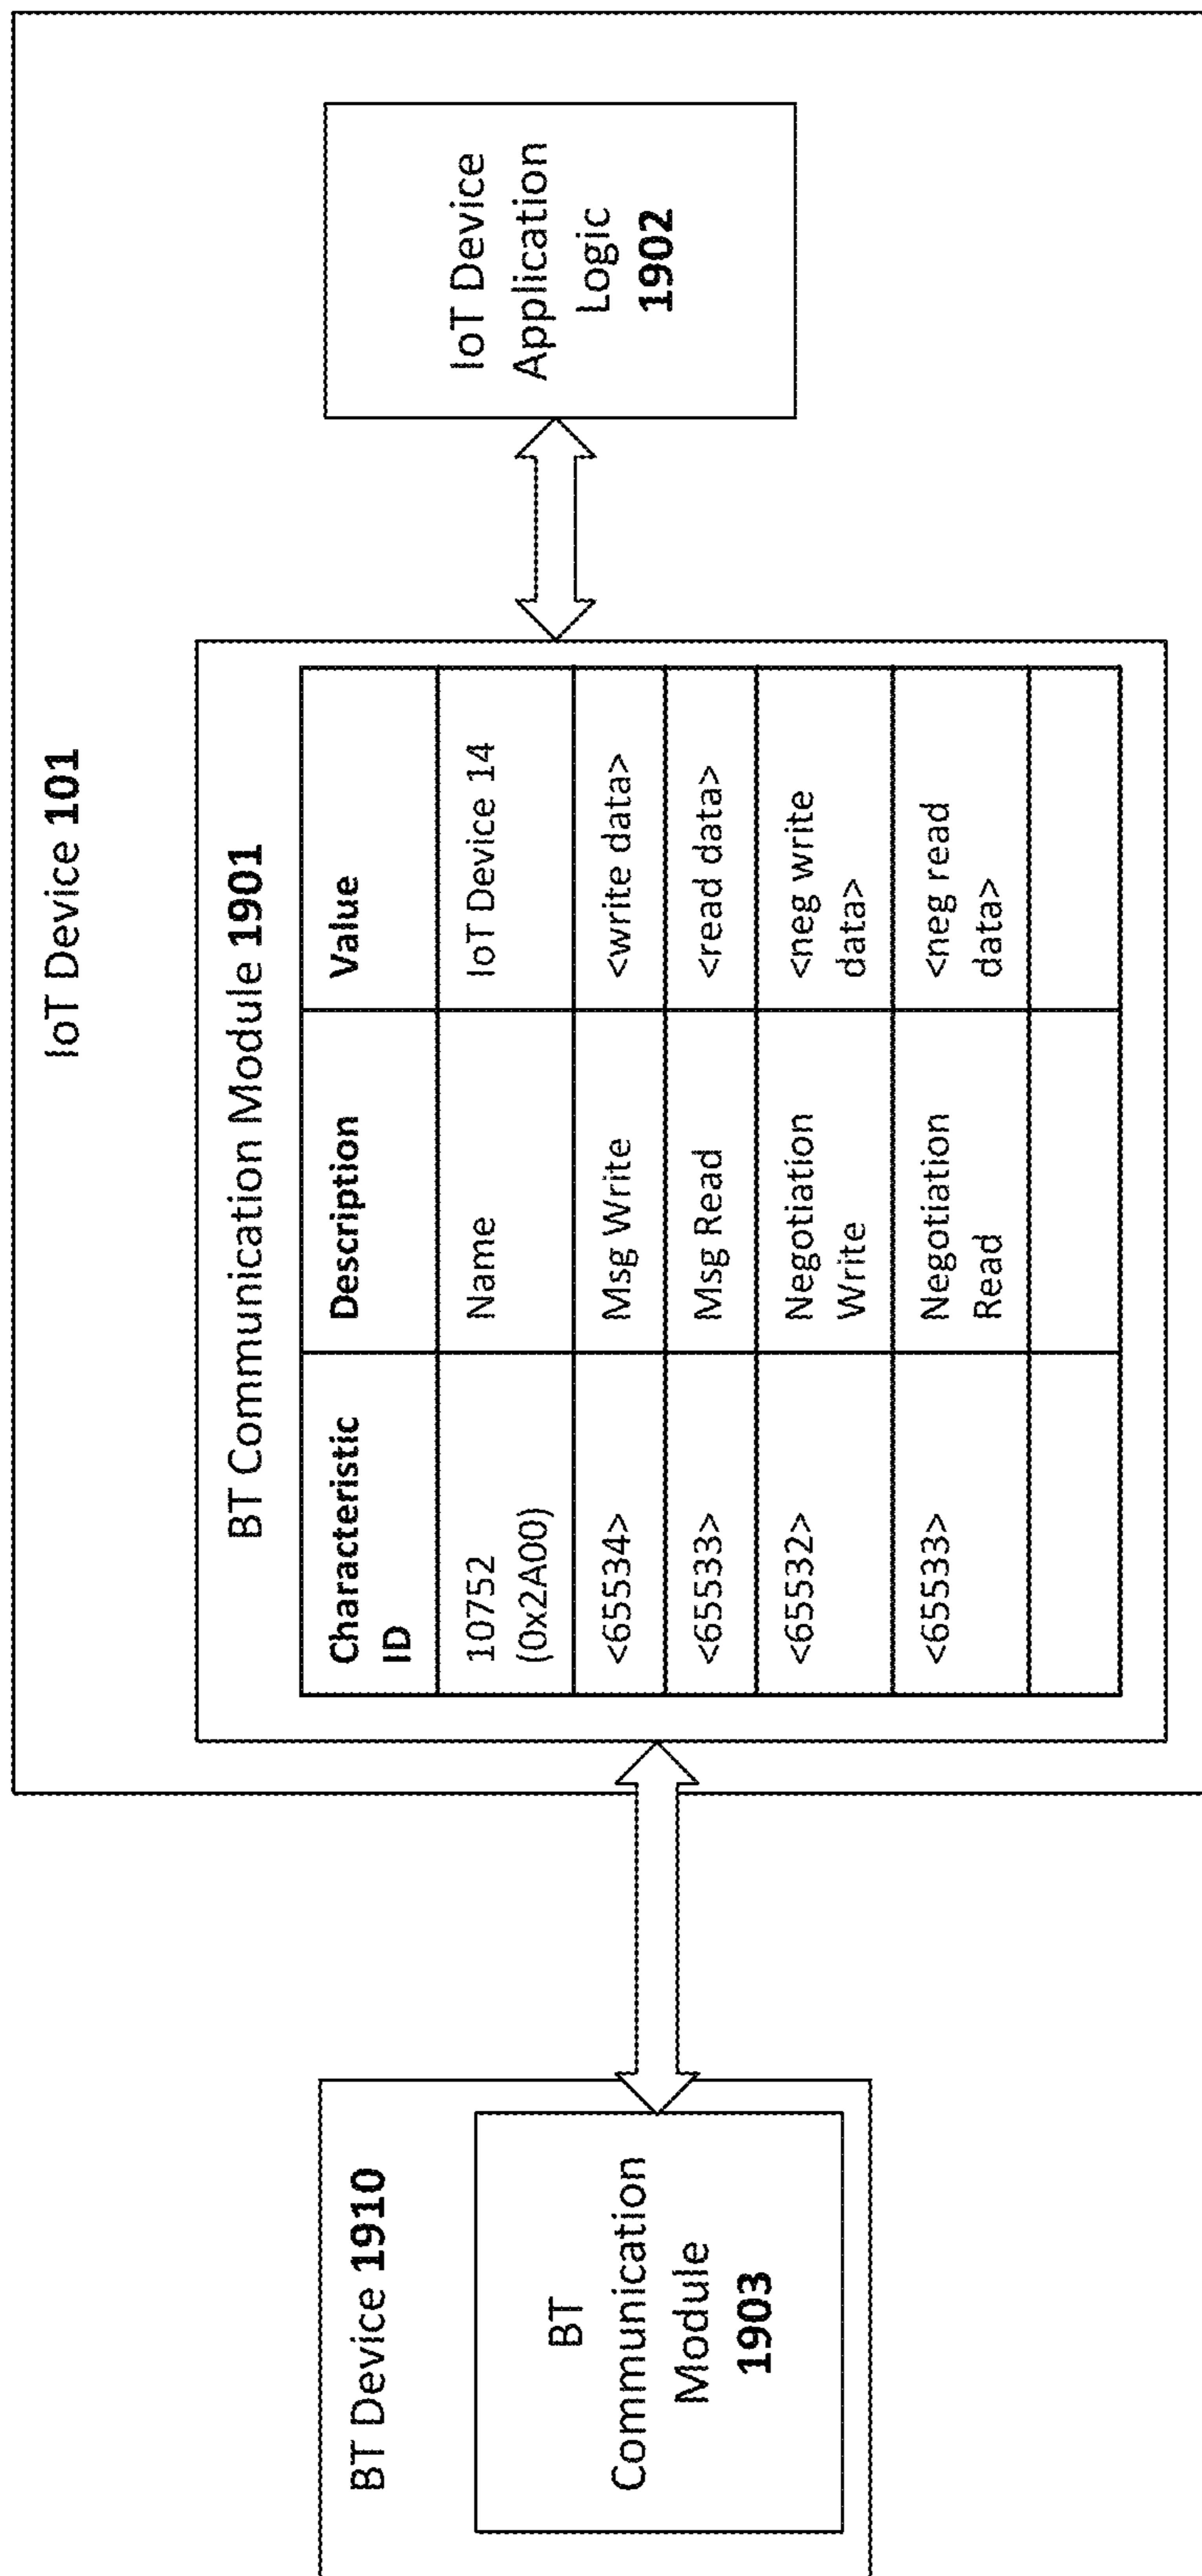 IoT Device 101
BT Communication Module 1901
Characteristic
ID
Description
Value
10752
(0x2A00)
Name
IoT Device 14
<65534>
Msg Write
<write data>
<65533>
Msg Read
<read data>
<65532>
Negotiation
Write
<neg write
data>
<65533>
Negotiation
Read
<neg read
data>
IoT Device
Application
Logic
1902
BT Device 1910
BT
Communication
Module
1903